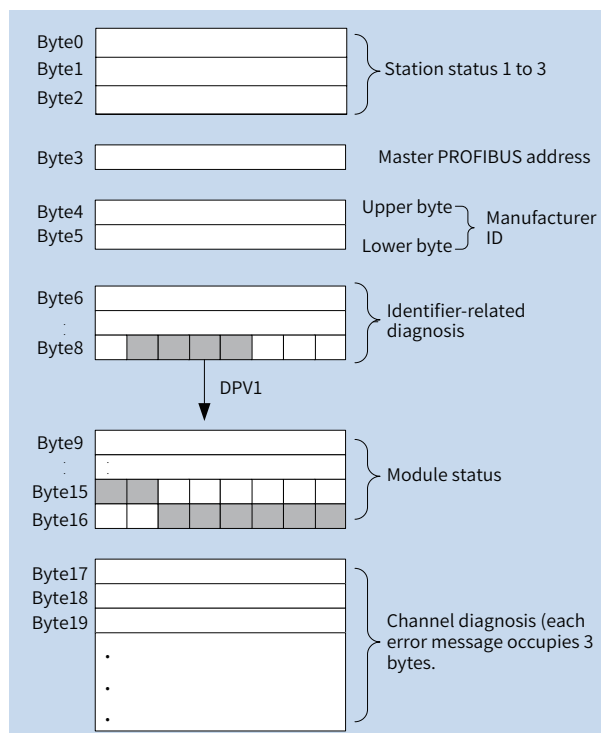 Byte0
Byte1
Byte2
Station status 1 to 3
Byte3
Master PROFIBUS address
Byte4
Byte5
Upper byte
Lower byte
Manufacturer
ID
Byte6
:
Byte8
Identifier-related
diagnosis
DPV1
Byte9
: :
Byte15
Byte16
Module status
Byte17
Byte18
Byte19
Channel diagnosis (each
error message occupies 3
bytes.